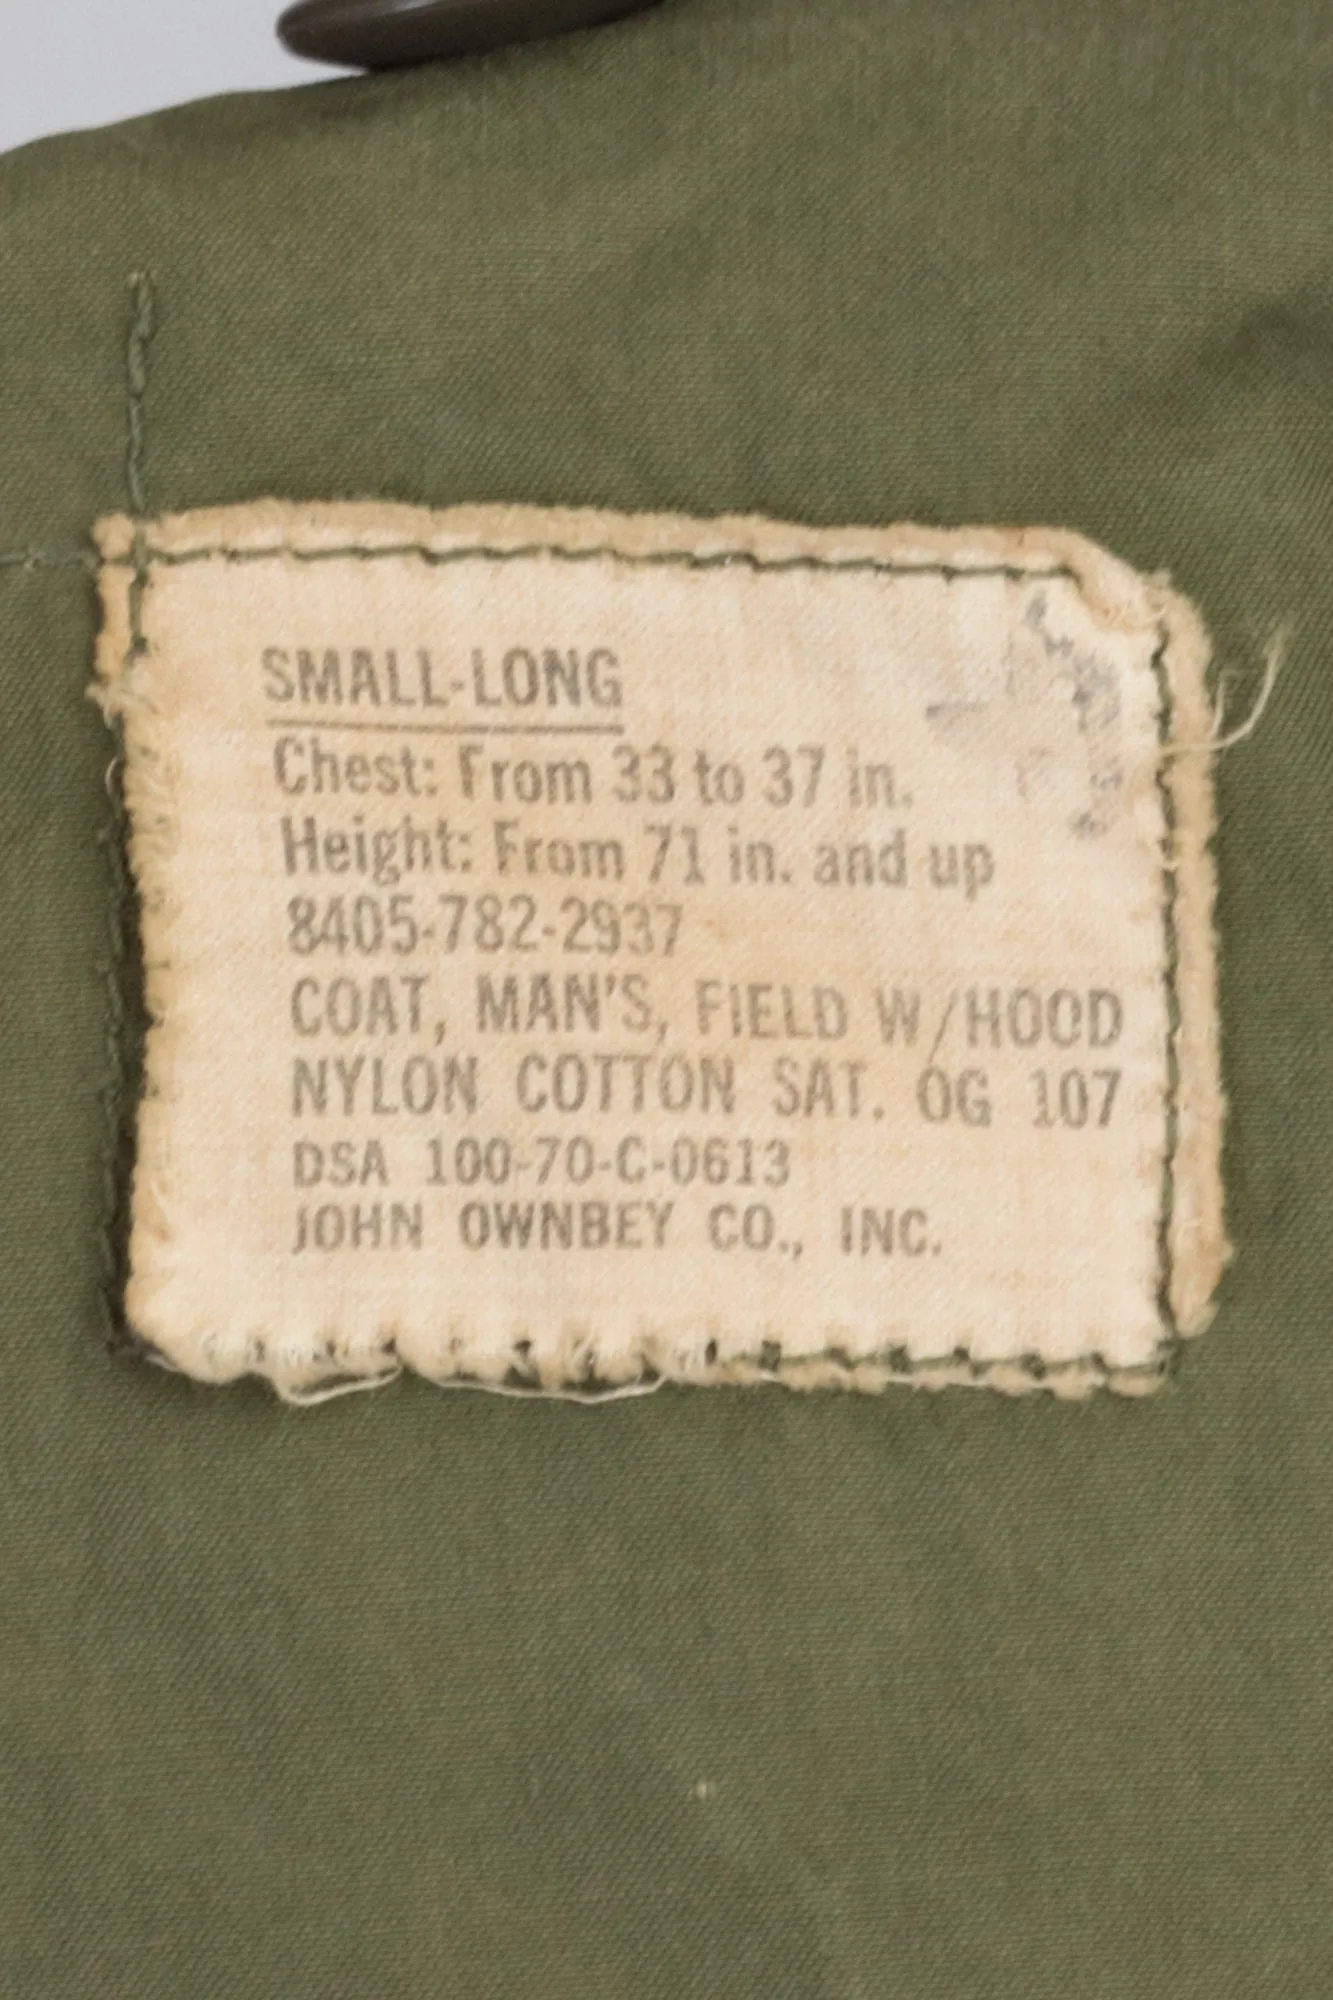 SMALL-LONG
Chest: From 33 to 37 in.
Height: From 71 in. and up
8405-782-2937
COAT, MAN'S, FIELD W/HOOD
NYLON COTTON SAT. OG 107
DSA 100-70-C-0613
JOHN OWNBEY CO., INC.